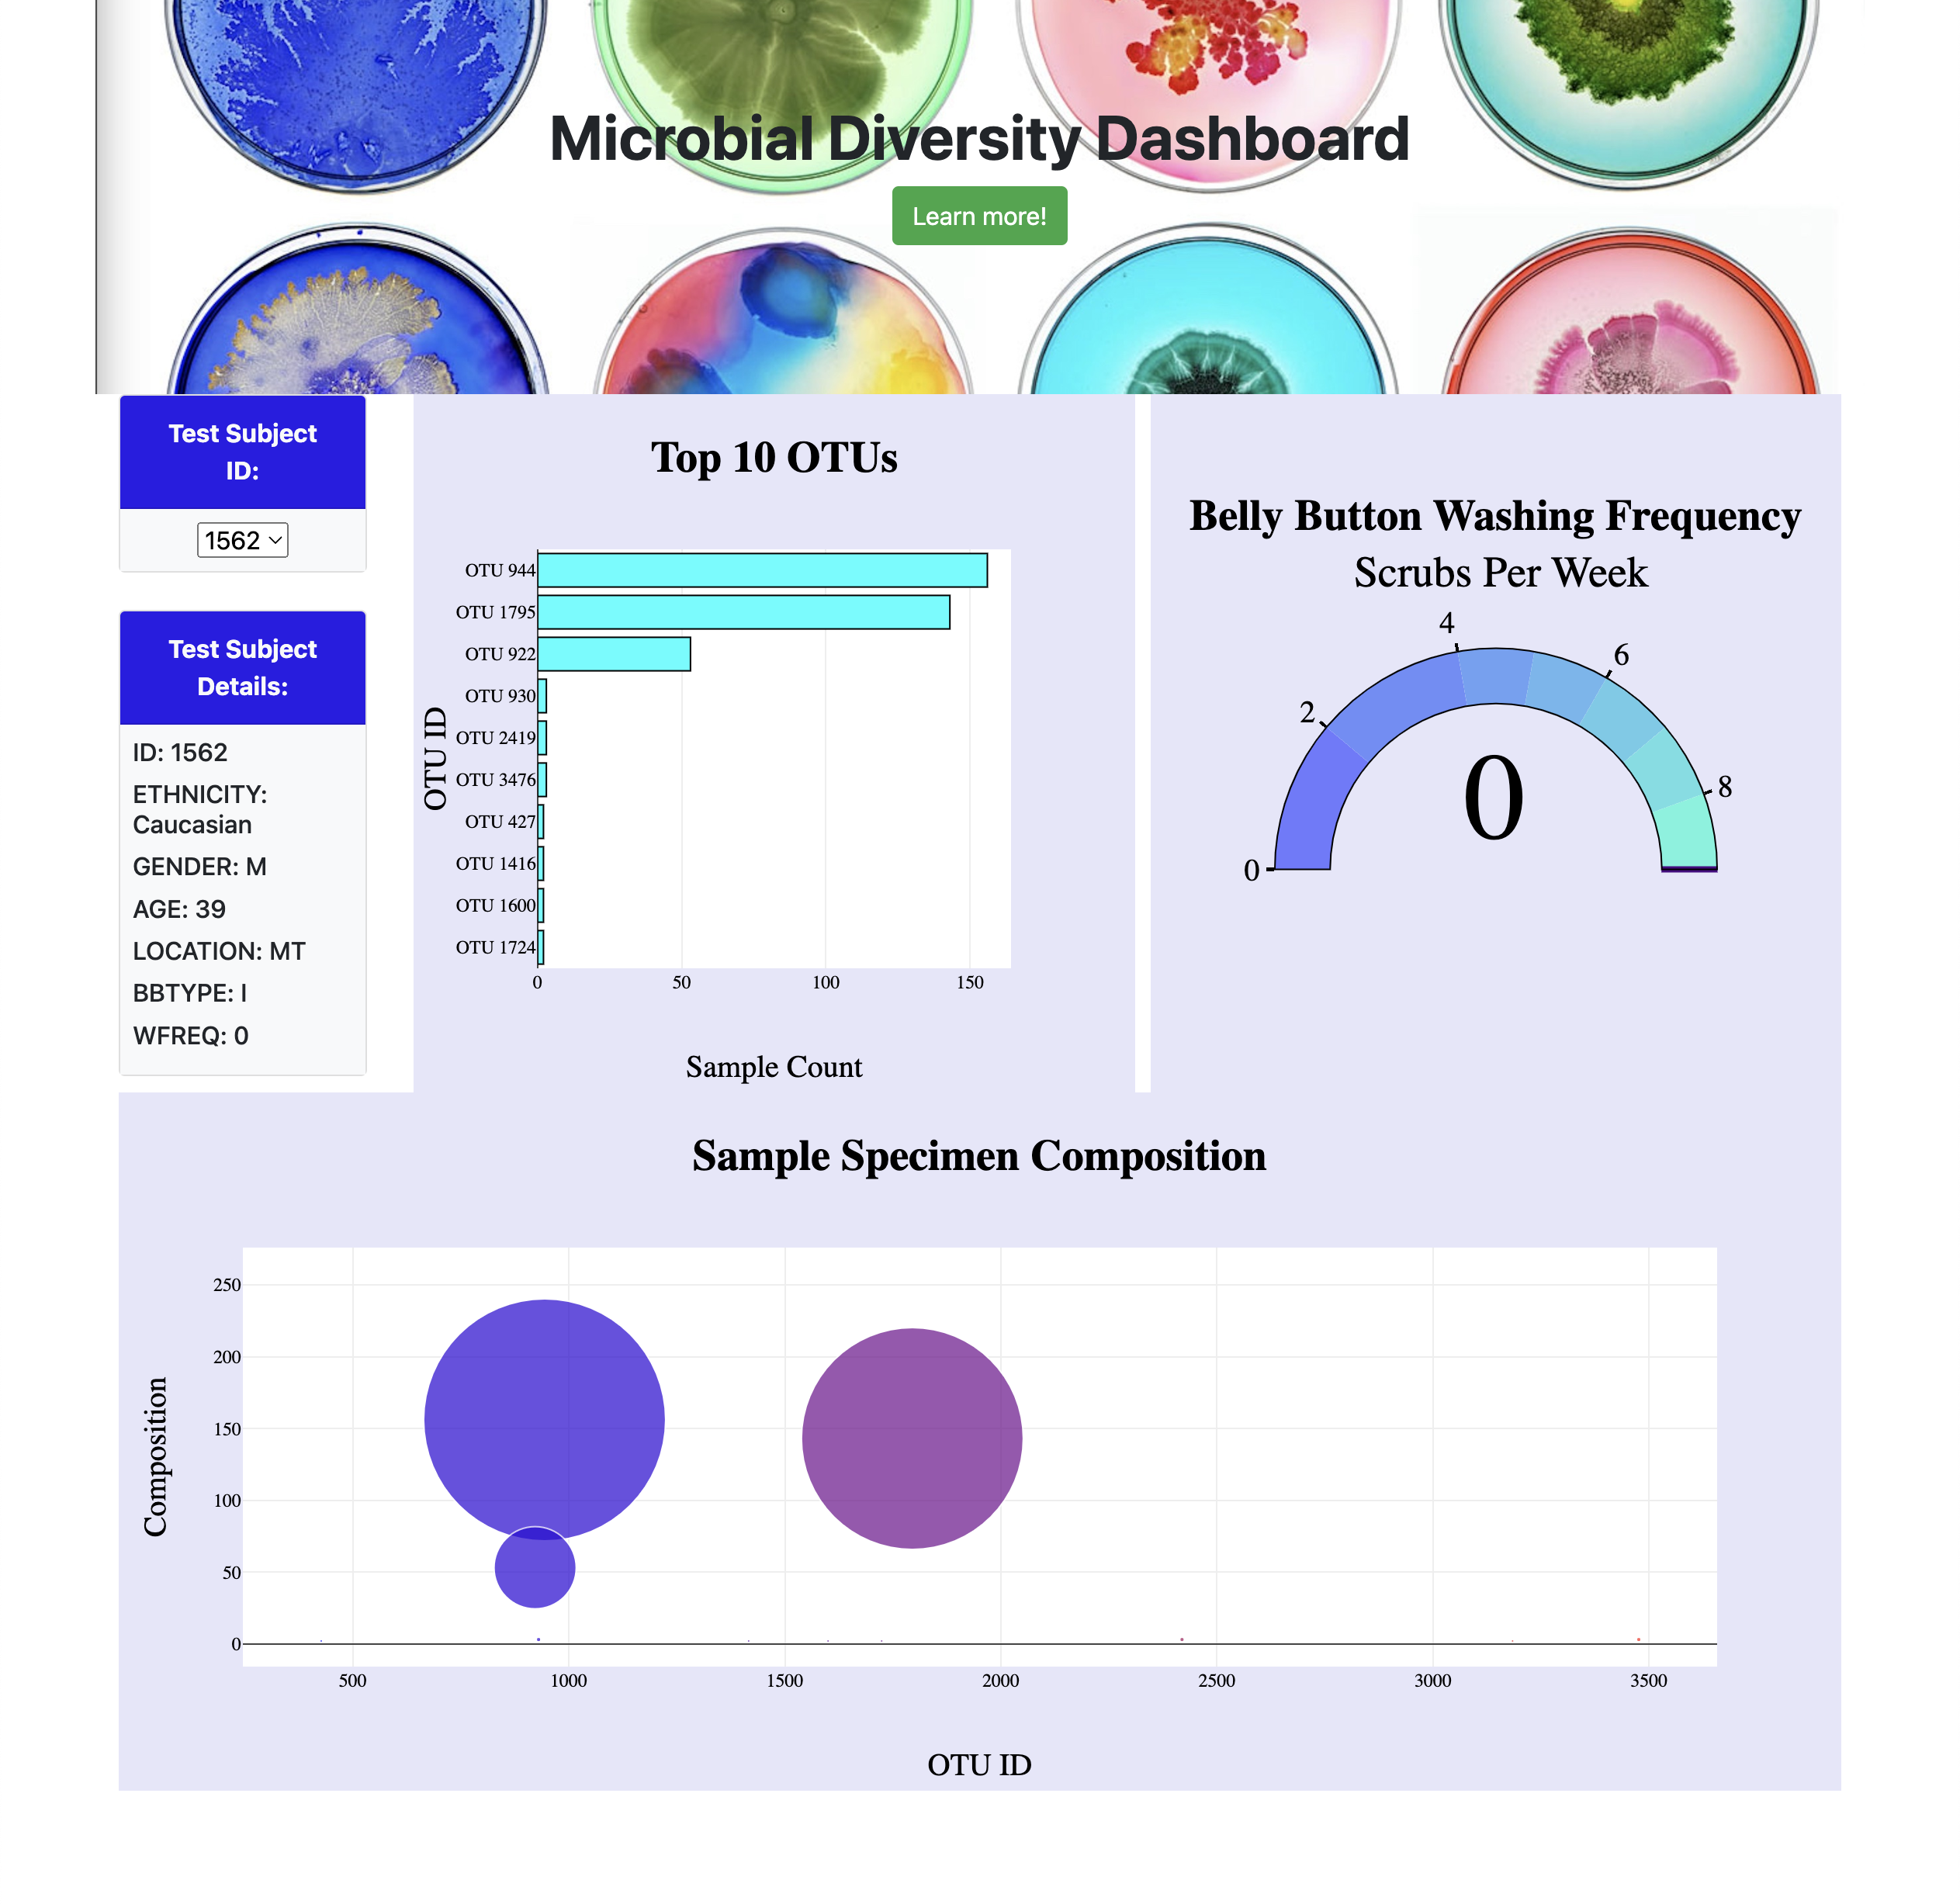 Microbial Diversity Dashboard
Learn more!
Test Subject
ID:
1562
Test Subject
Details:
ID: 1562
ETHNICITY:
Caucasian
GENDER: M
AGE: 39
LOCATION: MT
BBTYPE: I
WFREQ: 0
Top 10 OTUs
OTU ID
OTU 944
OTU 1795
OTU 922
OTU 930
OTU 2419
OTU 3476
OTU 427
OTU 1416
OTU 1600
OTU 1724
0 50 100 150
Sample Count
Belly Button Washing Frequency
Scrubs Per Week
0 2 4 6 8
0
Sample Specimen Composition
Composition
250
200
150
100
50
0
500 1000 1500 2000 2500 3000 3500
OTU ID